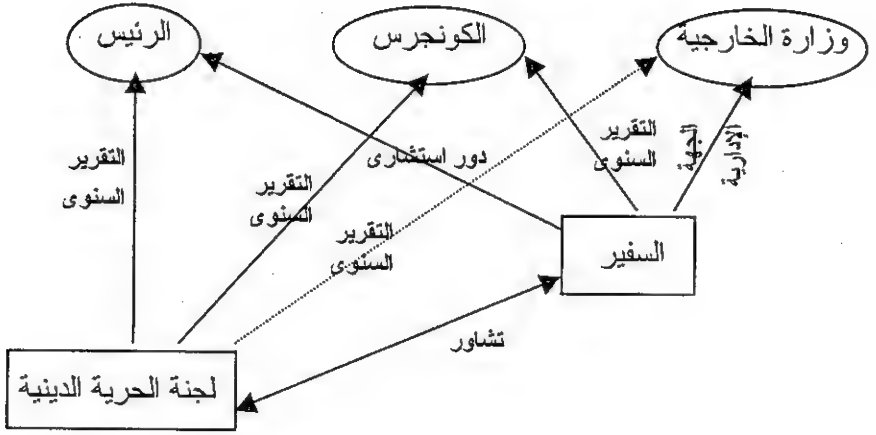 وزارة الخارجية
الكونجرس
الرئيس
الجهة
الإدارية
التقرير
السنوى
دور استشارى
التقرير
السنوى
التقرير
السنوى
التقرير
السنوى
السفير
تشاور
لجنة الحرية الدينية